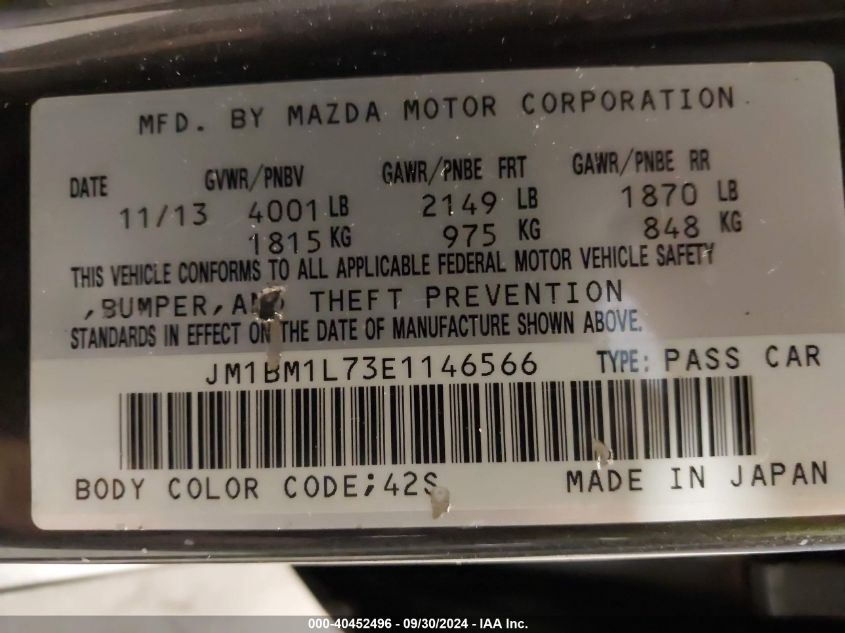 MFD. BY MAZDA MOTOR CORPORATION
DATE GVWR/PNBV GAWR/PNBE FRT GAWR/PNBE RR
11/13 4001 LB 2149 LB 1870 LB
1815 KG 975 KG 848 KG
THIS VEHICLE CONFORMS TO ALL APPLICABLE FEDERAL MOTOR VEHICLE SAFETY
,BUMPER,AND THEFT PREVENTION
STANDARDS IN EFFECT ON THE DATE OF MANUFACTURE SHOWN ABOVE.
JM1BM1L73E1146566 TYPE: PASS CAR
BODY COLOR CODE;42S MADE IN JAPAN
000-40452496 - 09/30/2024 - IAA Inc.